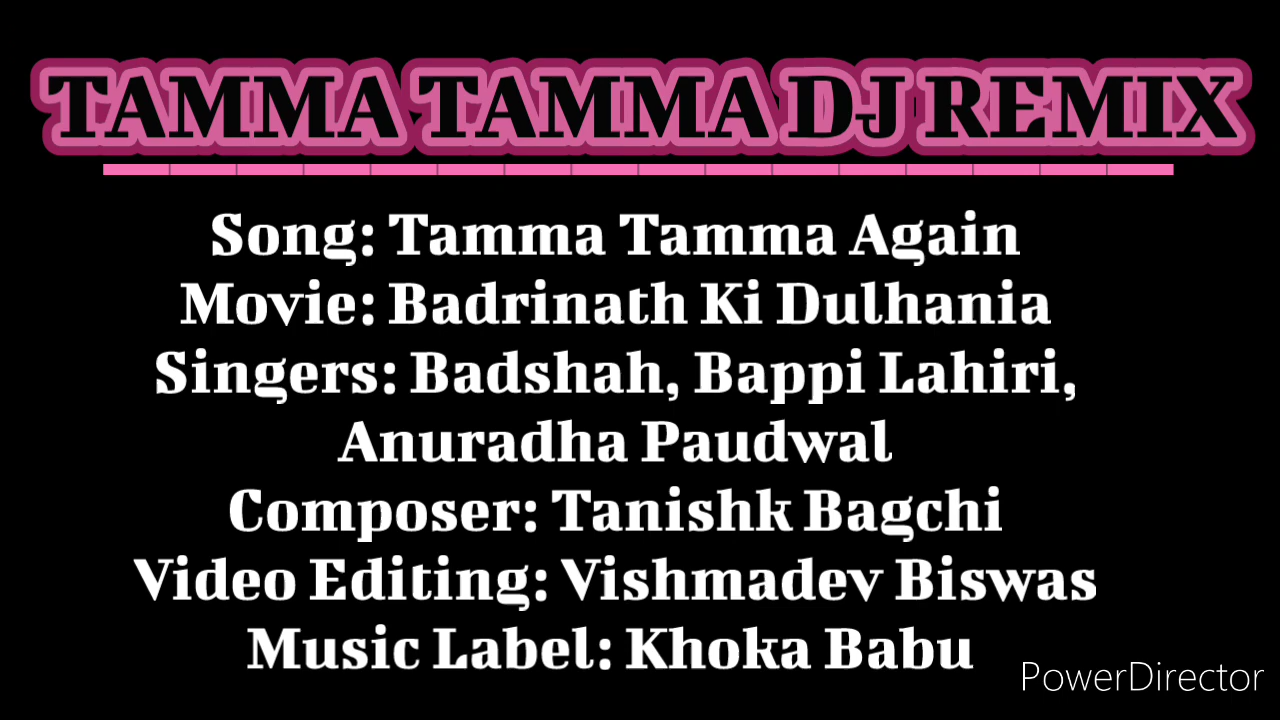 TAMMA TAMMA DJ REMIX
Song: Tamma Tamma Again
Movie: Badrinath Ki Dulhania
Singers: Badshah, Bappi Lahiri,
Anuradha Paudwal
Composer: Tanishk Bagchi
Video Editing: Vishmadev Biswas
Music Label: Khoka Babu
PowerDirector